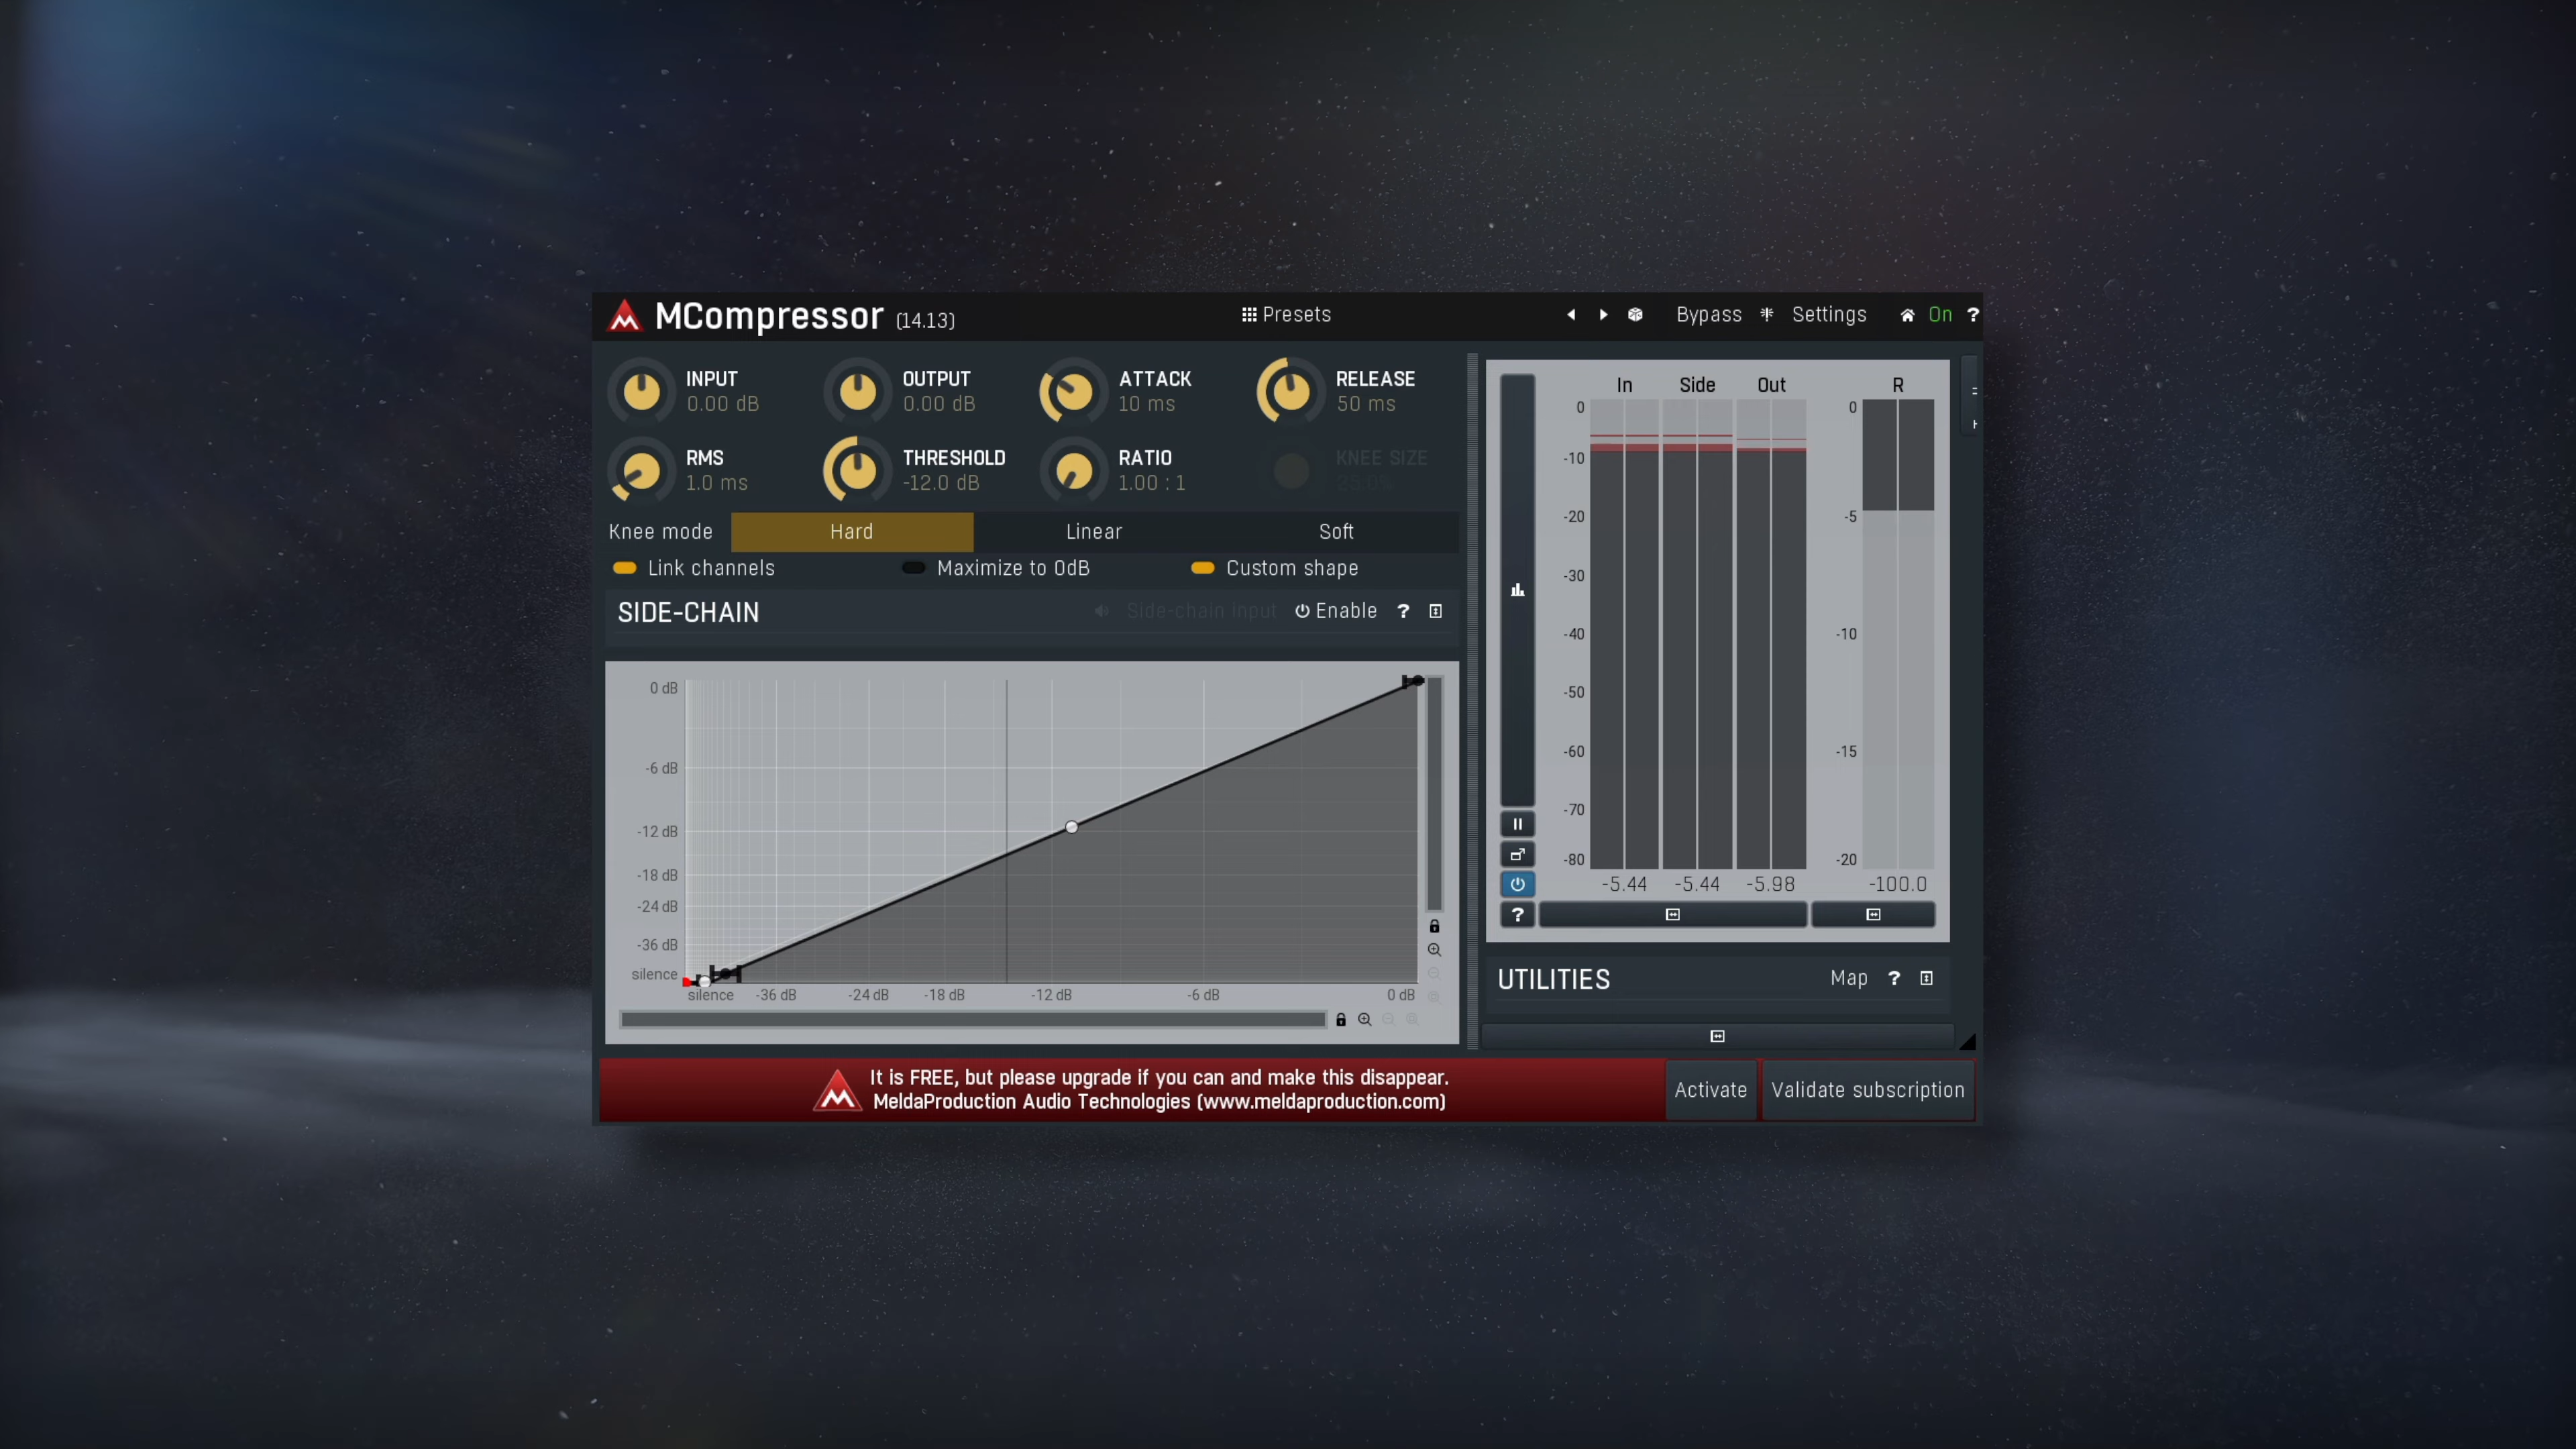 MCompressor (14.13) Presets Bypass Settings On ?
INPUT OUTPUT ATTACK RELEASE
0.00 dB 0.00 dB 10 ms 50 ms
RMS THRESHOLD RATIO KNEE SIZE
1.0 ms -12.0 dB 1.00 : 1
Knee mode Hard Linear Soft
Link channels Maximize to 0dB Custom shape
SIDE-CHAIN Side-chain input Enable ?
0 dB
-6 dB
-12 dB
-18 dB
-24 dB
-36 dB
silence
silence -36 dB -24 dB -18 dB -12 dB -6 dB 0 dB
In Side Out R
0
-10
-20
-30
-40
-50
-60
-70
-80
0
-5
-10
-15
-20
-5.44 -5.44 -5.98 -100.0
?
UTILITIES Map ?
It is FREE, but please upgrade if you can and make this disappear.
MeldaProduction Audio Technologies (www.meldaproduction.com)
Activate Validate subscription